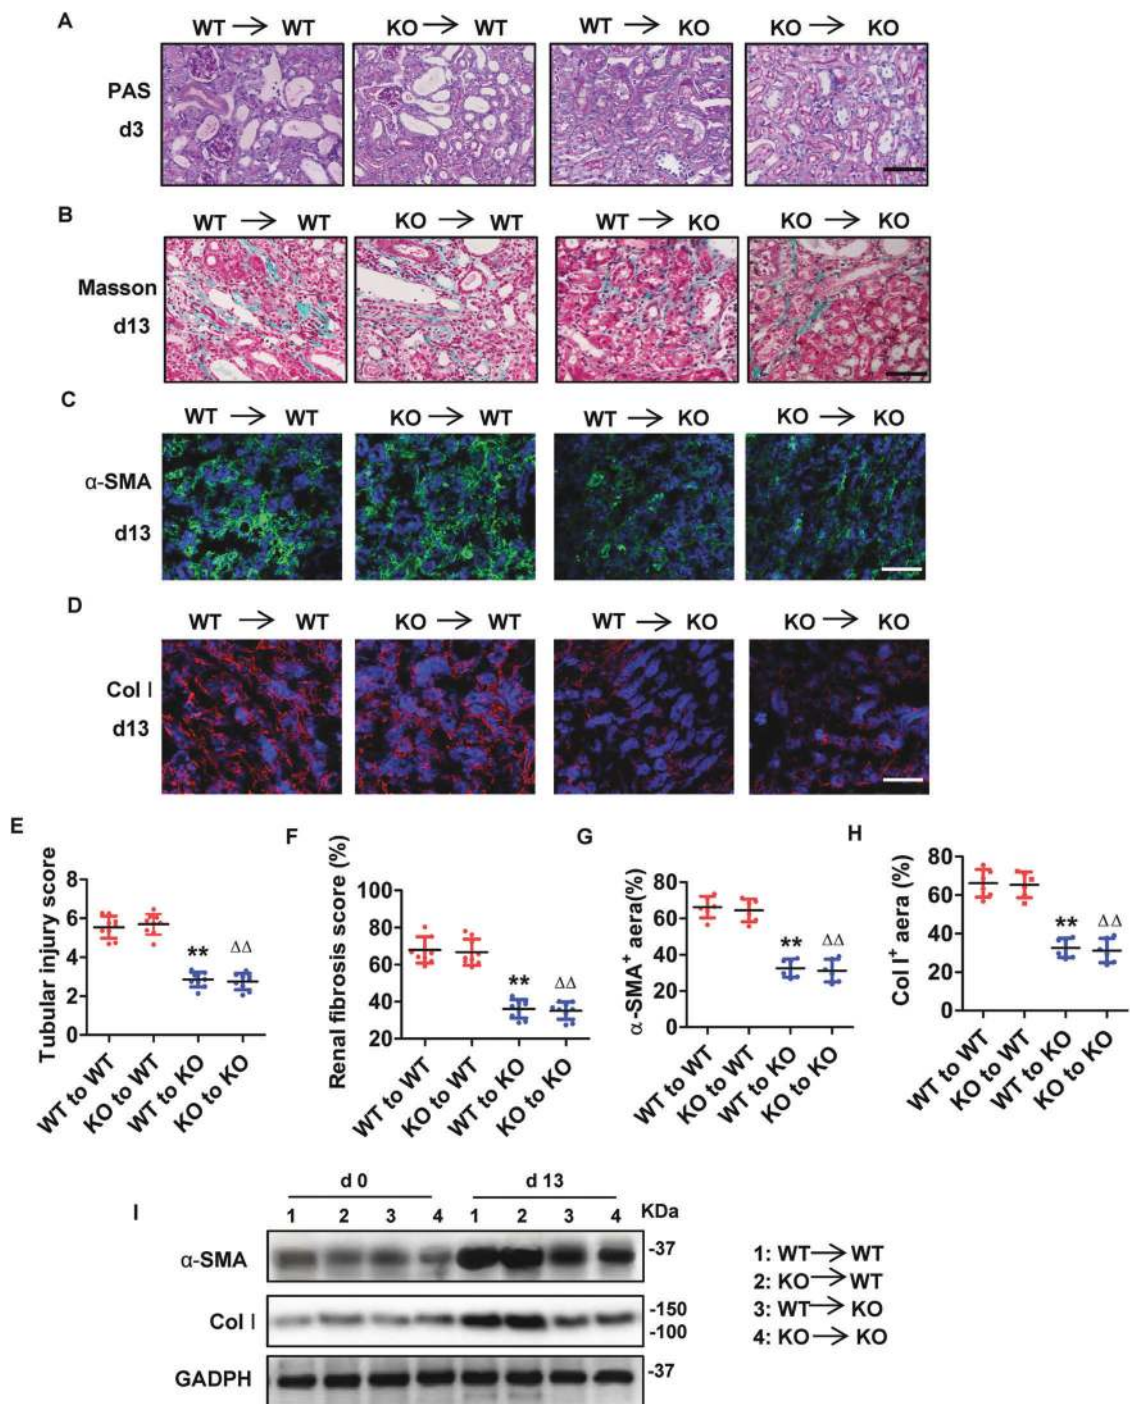 A
WT → WT KO → WT WT → KO KO → KO
PAS
d3
B
WT → WT KO → WT WT → KO KO → KO
Masson
d13
C
WT → WT KO → WT WT → KO KO → KO
α-SMA
d13
D
WT → WT KO → WT WT → KO KO → KO
Col I
d13
E
Tubular injury score
8
6
4
2
0
** ΔΔ
WT to WT
KO to WT
WT to KO
KO to KO
F
Renal fibrosis score (%)
100
80
60
40
20
** ΔΔ
WT to WT
KO to WT
WT to KO
KO to KO
G
α-SMA⁺ aera(%)
80
60
40
20
0
** ΔΔ
WT to WT
KO to WT
WT to KO
KO to KO
H
Col I⁺ aera (%)
80
60
40
20
0
** ΔΔ
WT to WT
KO to WT
WT to KO
KO to KO
I
d 0 d 13
1 2 3 4 1 2 3 4 KDa
α-SMA -37
Col I -150
-100
GADPH -37
1: WT → WT
2: KO → WT
3: WT → KO
4: KO → KO